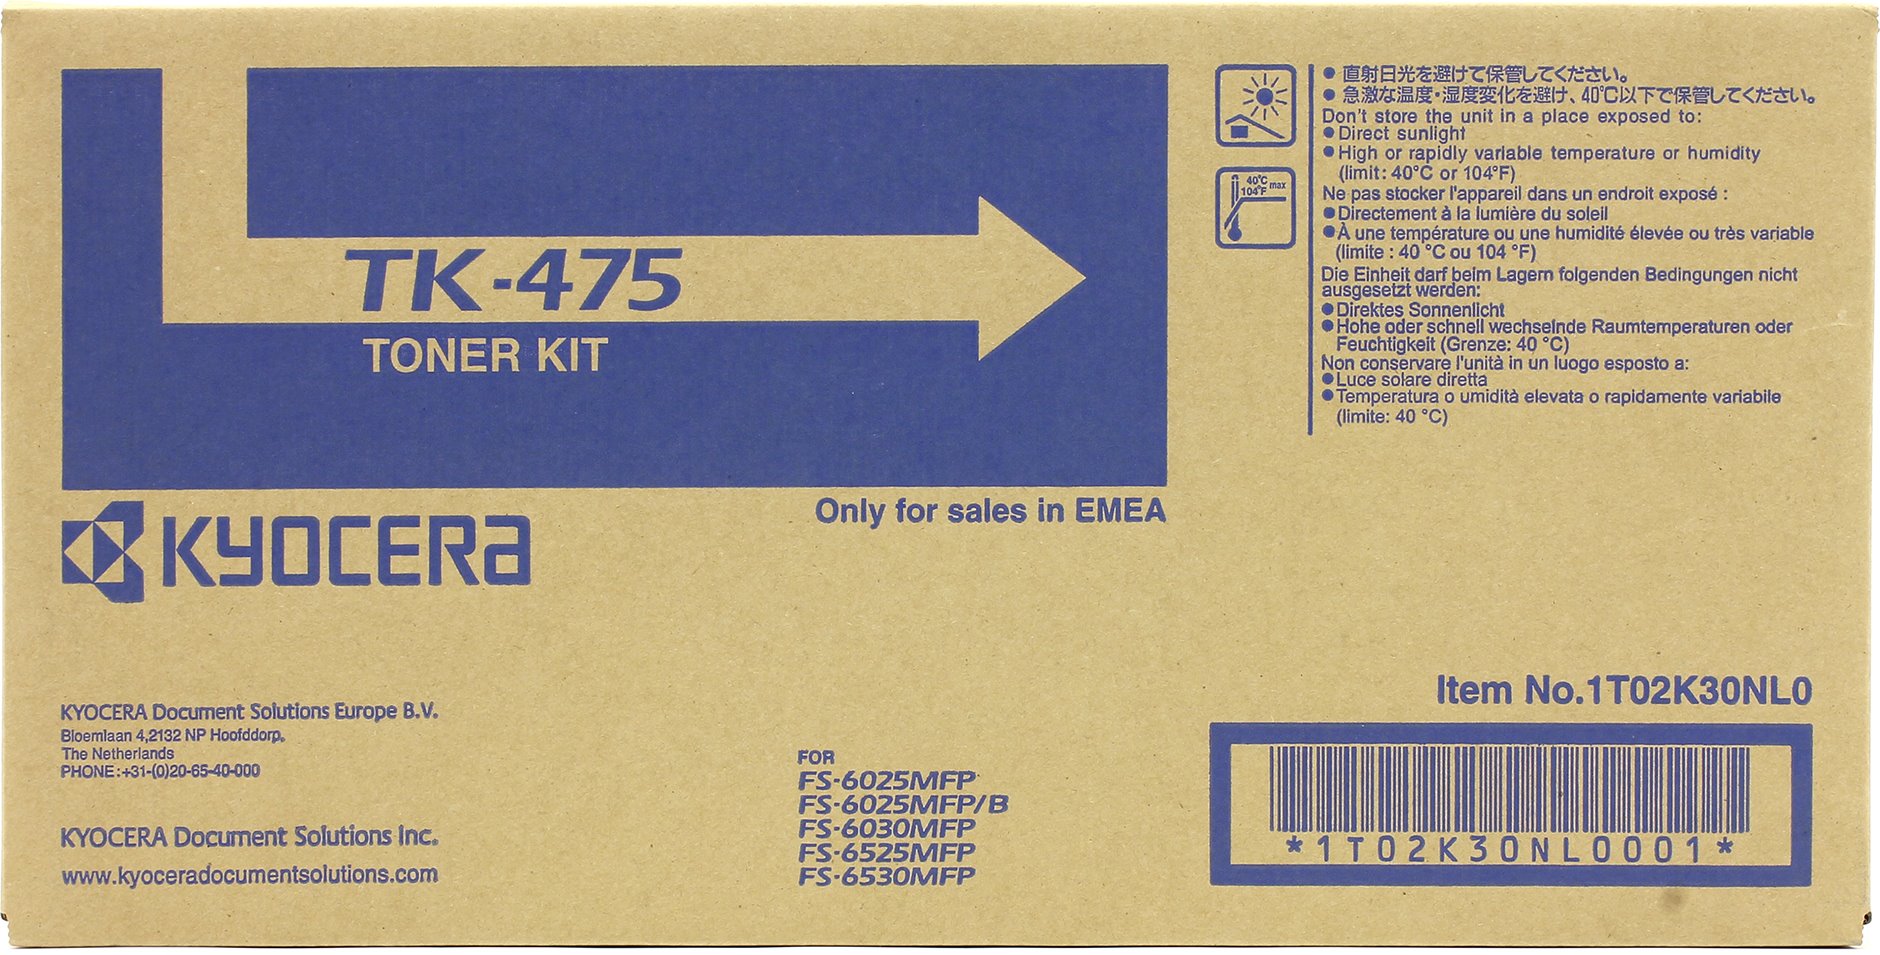 TK-475
TONER KIT
KYOCERA
Only for sales in EMEA
40°C
104°F max
● 直射日光を避けて保管してください。
● 急激な温度・湿度変化を避け、40℃以下で保管してください。
Don't store the unit in a place exposed to:
● Direct sunlight
● High or rapidly variable temperature or humidity
(limit: 40°C or 104°F)
Ne pas stocker l'appareil dans un endroit exposé :
● Directement à la lumière du soleil
● À une température ou une humidité élevée ou très variable
(limite : 40 °C ou 104 °F)
Die Einheit darf beim Lagern folgenden Bedingungen nicht
ausgesetzt werden:
● Direktes Sonnenlicht
● Hohe oder schnell wechselnde Raumtemperaturen oder
Feuchtigkeit (Grenze: 40 °C)
Non conservare l'unità in un luogo esposto a:
● Luce solare diretta
● Temperatura o umidità elevata o rapidamente variabile
(limite: 40 °C)
KYOCERA Document Solutions Europe B.V.
Bloemlaan 4,2132 NP Hoofddorp,
The Netherlands
PHONE:+31-(0)20-65-40-000
KYOCERA Document Solutions Inc.
www.kyoceradocumentsolutions.com
FOR
FS-6025MFP
FS-6025MFP/B
FS-6030MFP
FS-6525MFP
FS-6530MFP
Item No.1T02K30NL0
*1T02K30NL0001*